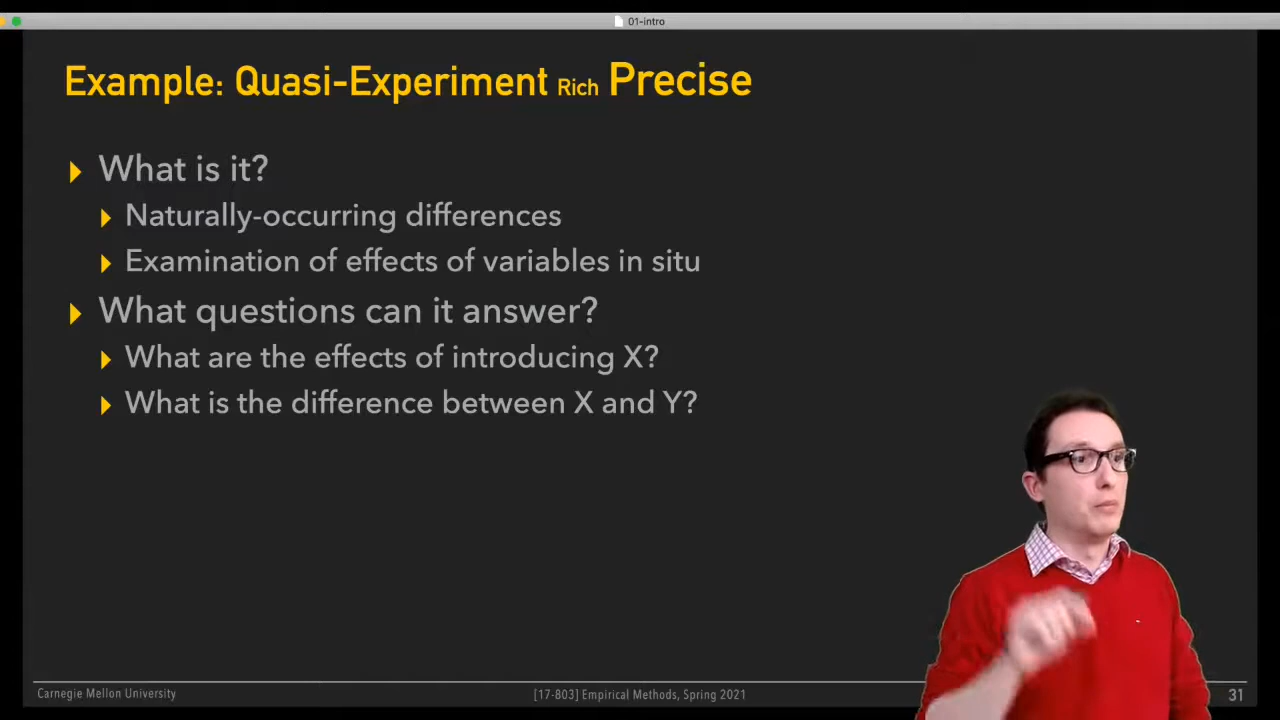 01-intro
Example: Quasi-Experiment Rich Precise
What is it?
Naturally-occurring differences
Examination of effects of variables in situ
What questions can it answer?
What are the effects of introducing X?
What is the difference between X and Y?
Carnegie Mellon University
[17-803] Empirical Methods, Spring 2021
31